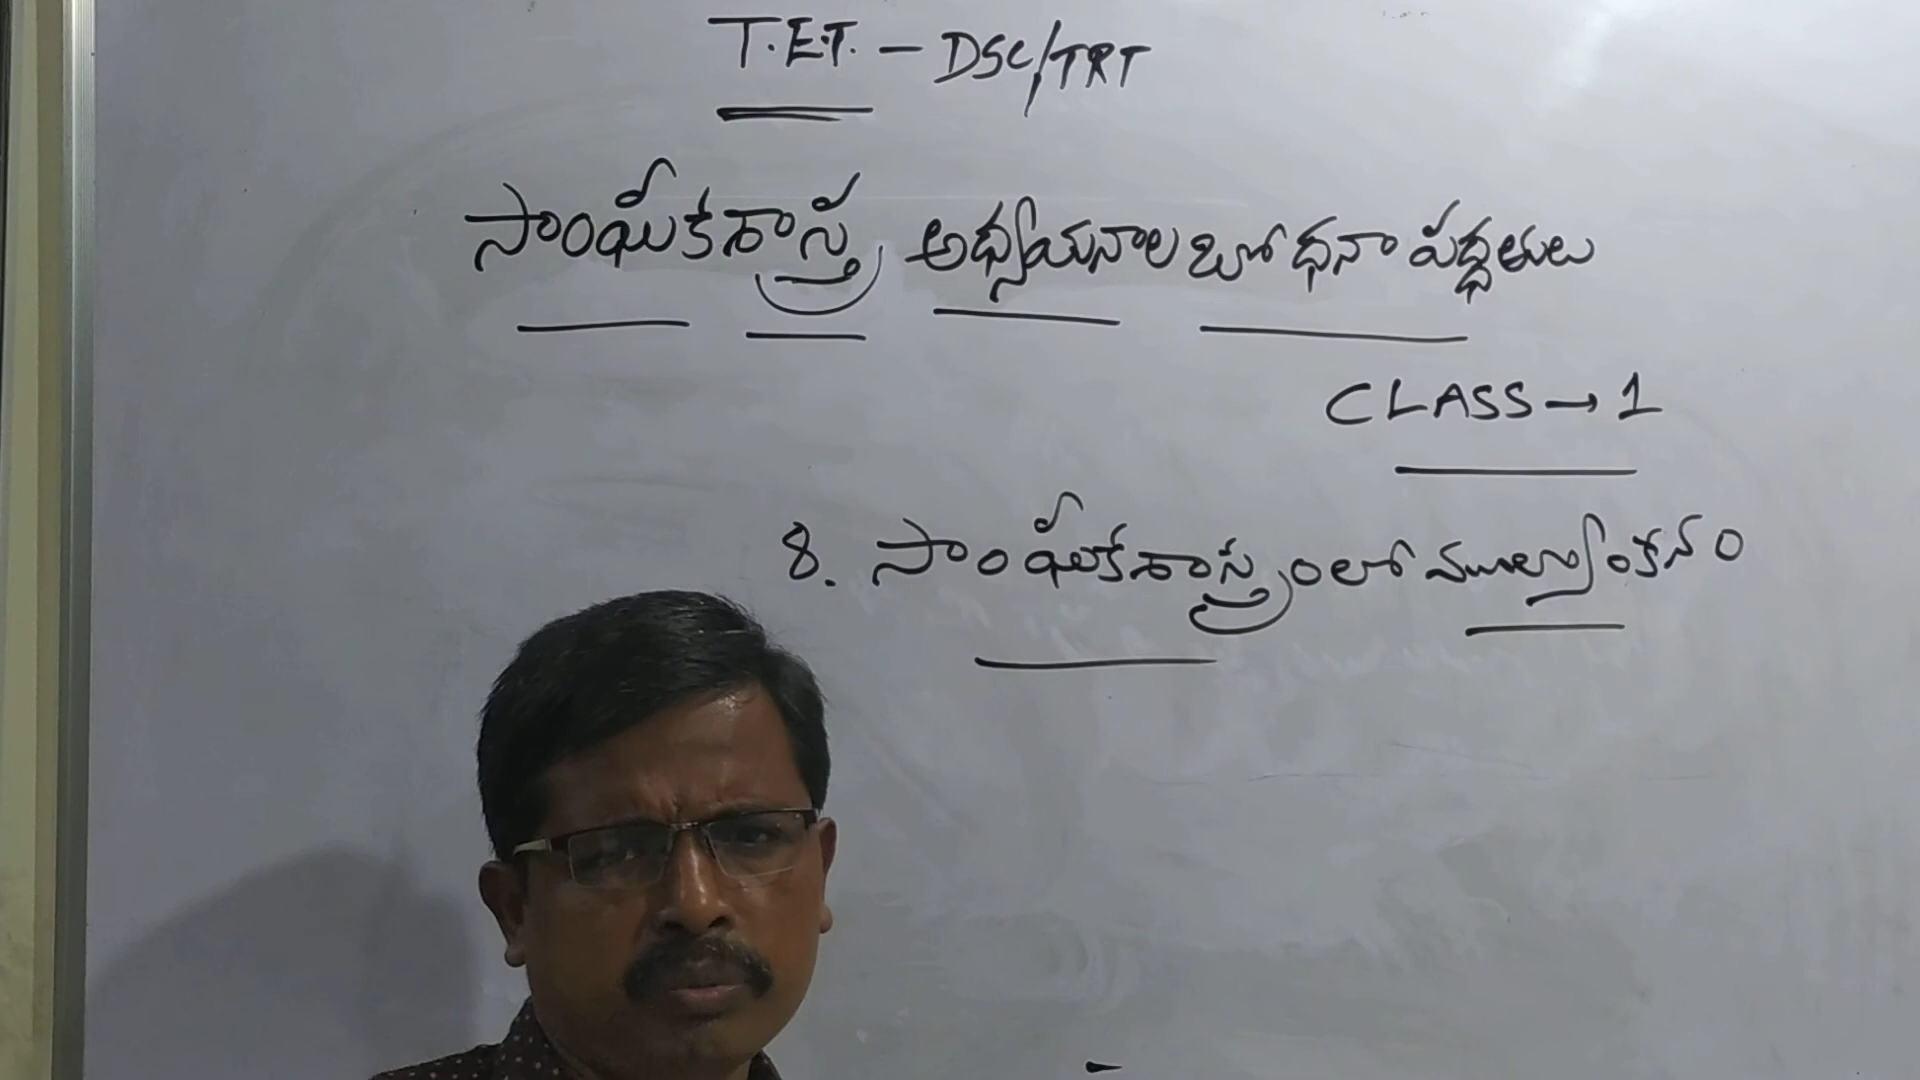 T.E.T. - DSC/TRT
సాంఘీకశాస్త్ర అధ్యయనాల బోధనా పద్ధతులు
CLASS → 1
8. సాంఘీకశాస్త్రంలో మూల్యాంకనం